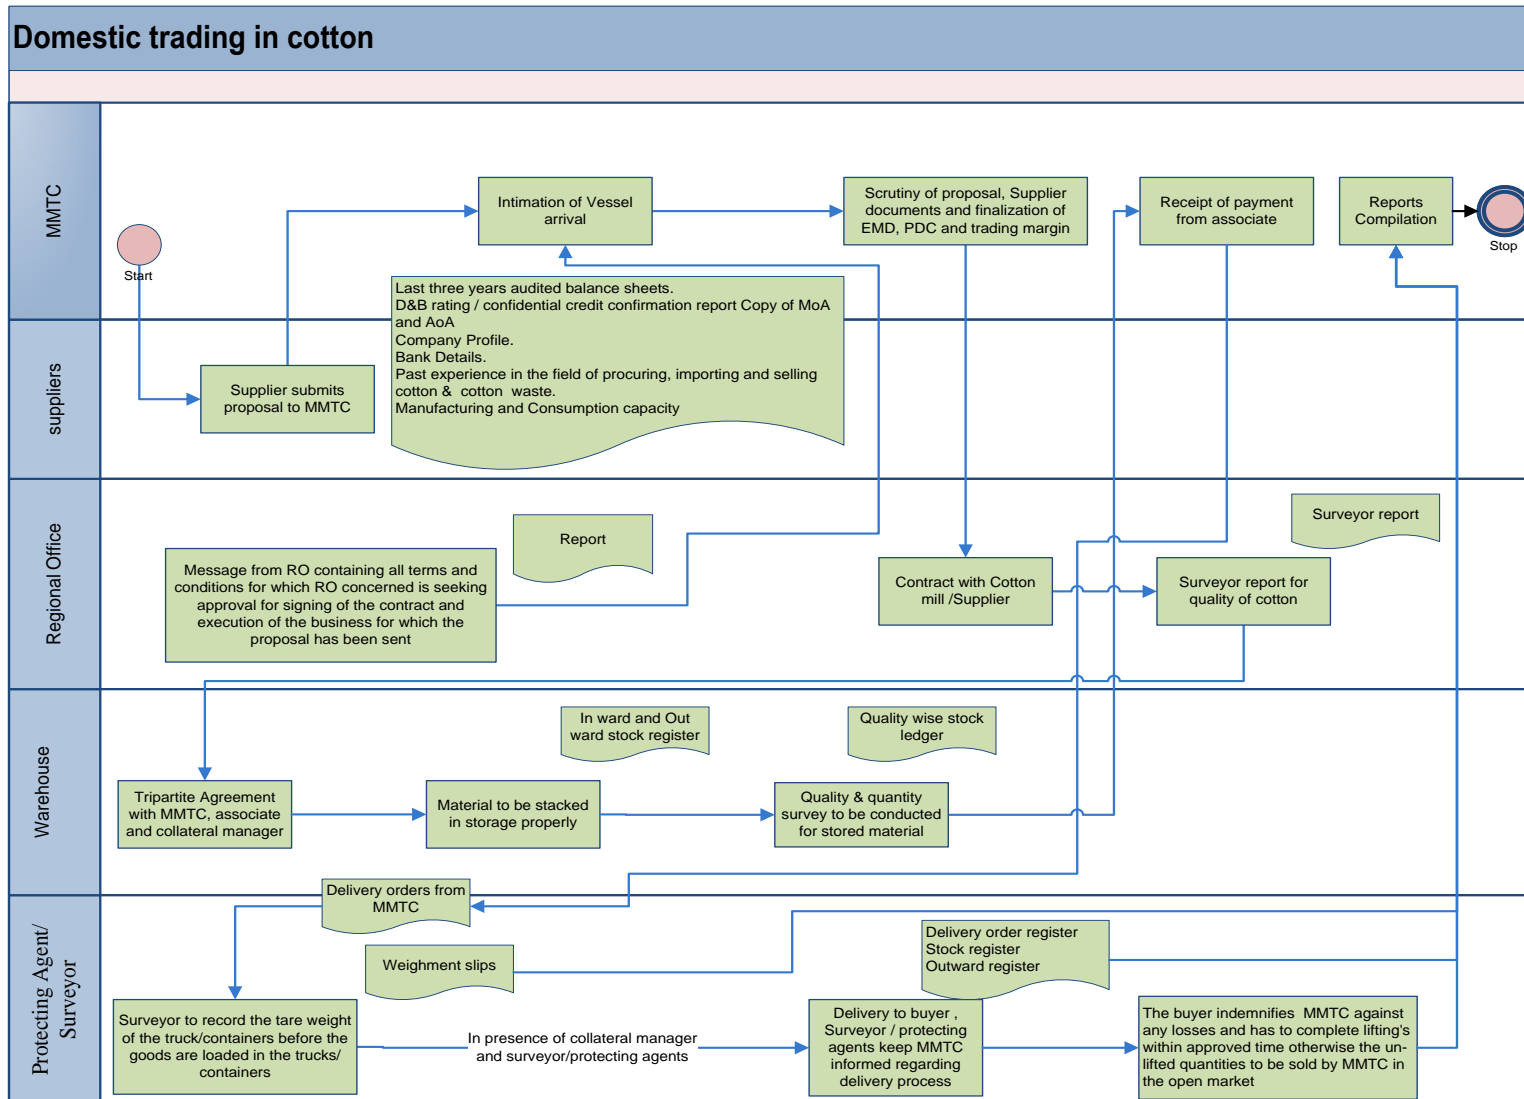 Domestic trading in cotton
MMTC
Start
Intimation of Vessel
arrival
Scrutiny of proposal, Supplier
documents and finalization of
EMD, PDC and trading margin
Receipt of payment
from associate
Reports
Compilation
Stop
suppliers
Supplier submits
proposal to MMTC
Last three years audited balance sheets.
D&B rating / confidential credit confirmation report Copy of MoA
and AoA
Company Profile.
Bank Details.
Past experience in the field of procuring, importing and selling
cotton & cotton waste.
Manufacturing and Consumption capacity
Regional Office
Message from RO containing all terms and
conditions for which RO concerned is seeking
approval for signing of the contract and
execution of the business for which the
proposal has been sent
Report
Contract with Cotton
mill /Supplier
Surveyor report for
quality of cotton
Surveyor report
Warehouse
Tripartite Agreement
with MMTC, associate
and collateral manager
Material to be stacked
in storage properly
In ward and Out
ward stock register
Quality wise stock
ledger
Quality & quantity
survey to be conducted
for stored material
Protecting Agent/
Surveyor
Delivery orders from
MMTC
Weighment slips
Delivery order register
Stock register
Outward register
Surveyor to record the tare weight
of the truck/containers before the
goods are loaded in the trucks/
containers
In presence of collateral manager
and surveyor/protecting agents
Delivery to buyer ,
Surveyor / protecting
agents keep MMTC
informed regarding
delivery process
The buyer indemnifies MMTC against
any losses and has to complete lifting's
within approved time otherwise the un-
lifted quantities to be sold by MMTC in
the open market